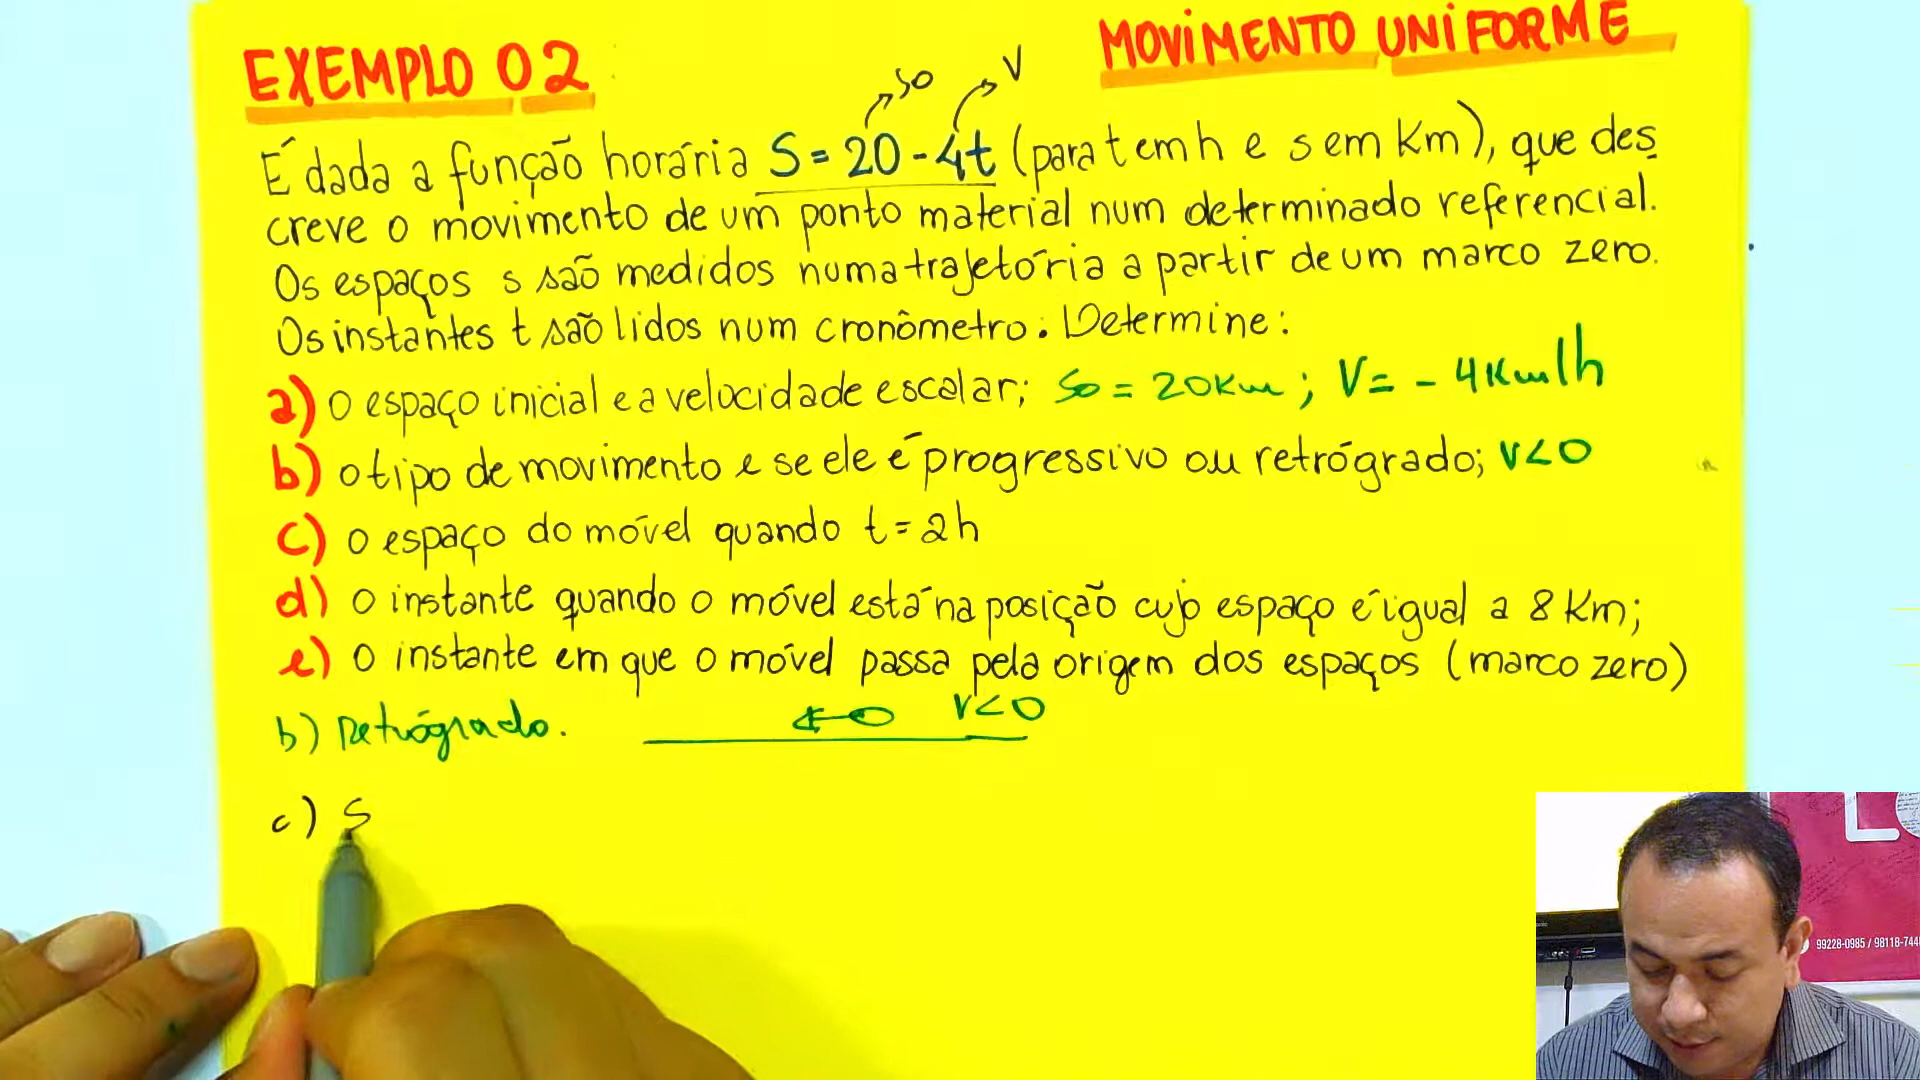 EXEMPLO 02
MOVIMENTO UNIFORME
So
V
É dada a função horária S = 20 - 4t (para t em h e s em Km), que des
creve o movimento de um ponto material num determinado referencial.
Os espaços s são medidos numa trajetória a partir de um marco zero.
Os instantes t são lidos num cronômetro. Determine:
a) o espaço inicial e a velocidade escalar; So = 20Km ; V = - 4Km/h
b) o tipo de movimento e se ele é progressivo ou retrógrado; V<0
c) o espaço do móvel quando t = 2h
d) o instante quando o móvel está na posição cujo espaço é igual a 8 Km;
e) o instante em que o móvel passa pela origem dos espaços (marco zero)
b) Retrógrado. V<0
c) S
99228-0985 / 98118-744